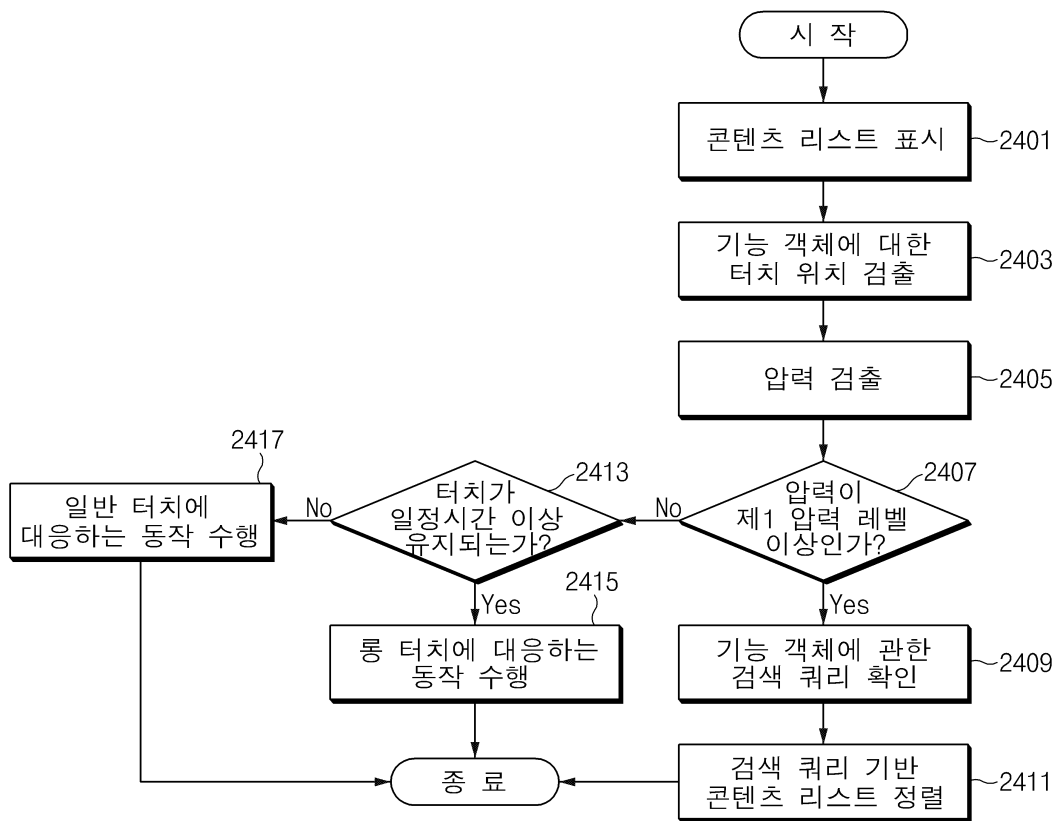 시 작
콘텐츠 리스트 표시
2401
기능 객체에 대한
터치 위치 검출
2403
압력 검출
2405
압력이
제1 압력 레벨
이상인가?
2407
No
Yes
터치가
일정시간 이상
유지되는가?
2413
No
Yes
일반 터치에
대응하는 동작 수행
2417
롱 터치에 대응하는
동작 수행
2415
기능 객체에 관한
검색 쿼리 확인
2409
검색 쿼리 기반
콘텐츠 리스트 정렬
2411
종 료